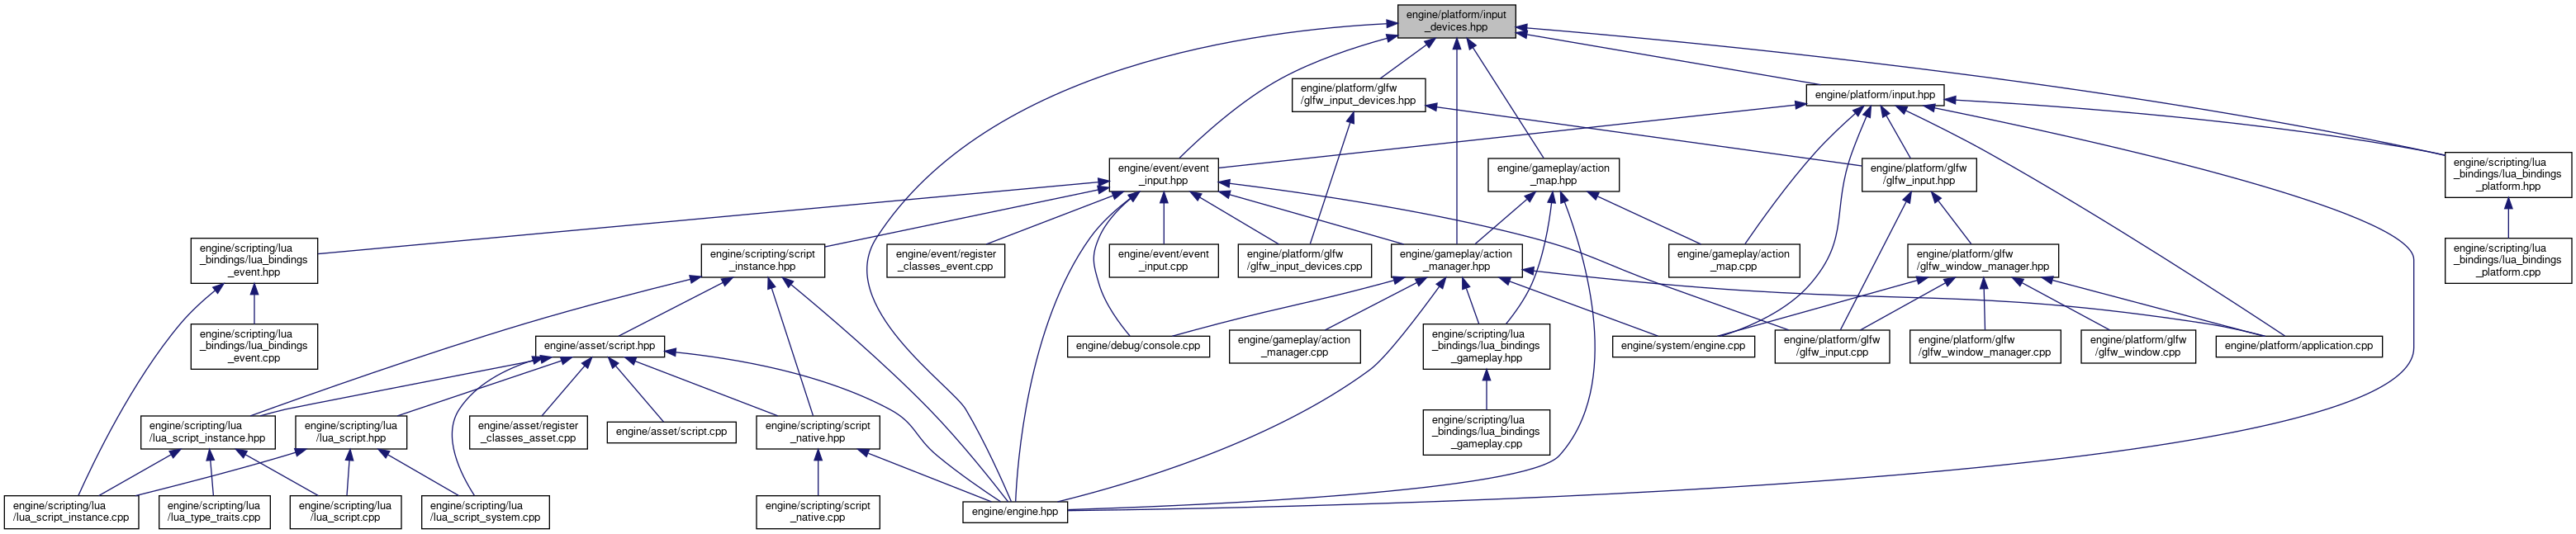 engine/platform/input
_devices.hpp
engine/platform/glfw
/glfw_input_devices.hpp
engine/platform/input.hpp
engine/event/event
_input.hpp
engine/gameplay/action
_map.hpp
engine/platform/glfw
/glfw_input.hpp
engine/scripting/lua
_bindings/lua_bindings
_platform.hpp
engine/scripting/lua
_bindings/lua_bindings
_event.hpp
engine/scripting/script
_instance.hpp
engine/event/register
_classes_event.cpp
engine/event/event
_input.cpp
engine/platform/glfw
/glfw_input_devices.cpp
engine/gameplay/action
_manager.hpp
engine/gameplay/action
_map.cpp
engine/platform/glfw
/glfw_window_manager.hpp
engine/scripting/lua
_bindings/lua_bindings
_platform.cpp
engine/scripting/lua
_bindings/lua_bindings
_event.cpp
engine/asset/script.hpp
engine/debug/console.cpp
engine/gameplay/action
_manager.cpp
engine/scripting/lua
_bindings/lua_bindings
_gameplay.hpp
engine/system/engine.cpp
engine/platform/glfw
/glfw_input.cpp
engine/platform/glfw
/glfw_window_manager.cpp
engine/platform/glfw
/glfw_window.cpp
engine/platform/application.cpp
engine/scripting/lua
/lua_script_instance.hpp
engine/scripting/lua
/lua_script.hpp
engine/asset/register
_classes_asset.cpp
engine/asset/script.cpp
engine/scripting/script
_native.hpp
engine/scripting/lua
_bindings/lua_bindings
_gameplay.cpp
engine/scripting/lua
/lua_script_instance.cpp
engine/scripting/lua
/lua_type_traits.cpp
engine/scripting/lua
/lua_script.cpp
engine/scripting/lua
/lua_script_system.cpp
engine/scripting/script
_native.cpp
engine/engine.hpp